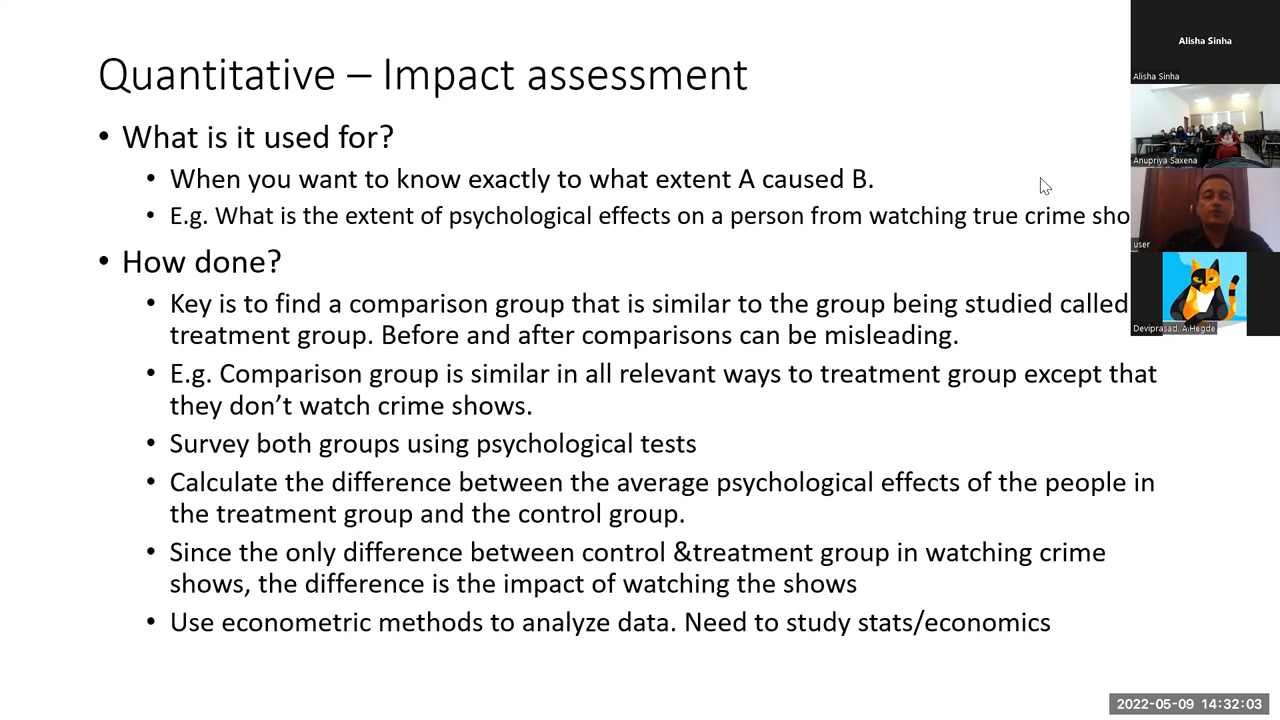 Quantitative – Impact assessment
• What is it used for?
• When you want to know exactly to what extent A caused B.
• E.g. What is the extent of psychological effects on a person from watching true crime sho
• How done?
• Key is to find a comparison group that is similar to the group being studied called
treatment group. Before and after comparisons can be misleading.
• E.g. Comparison group is similar in all relevant ways to treatment group except that
they don’t watch crime shows.
• Survey both groups using psychological tests
• Calculate the difference between the average psychological effects of the people in
the treatment group and the control group.
• Since the only difference between control &treatment group in watching crime
shows, the difference is the impact of watching the shows
• Use econometric methods to analyze data. Need to study stats/economics
Alisha Sinha
Alisha Sinha
Anupriya Saxena
user
Deviprasad. A.Hegde
2022-05-09 14:32:03